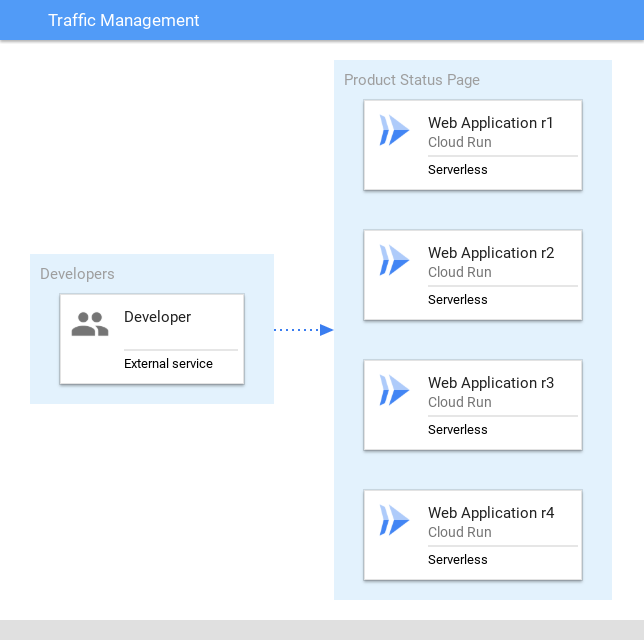 Traffic Management
Product Status Page
Web Application r1
Cloud Run
Serverless
Web Application r2
Cloud Run
Serverless
Developers
Developer
External service
Web Application r3
Cloud Run
Serverless
Web Application r4
Cloud Run
Serverless